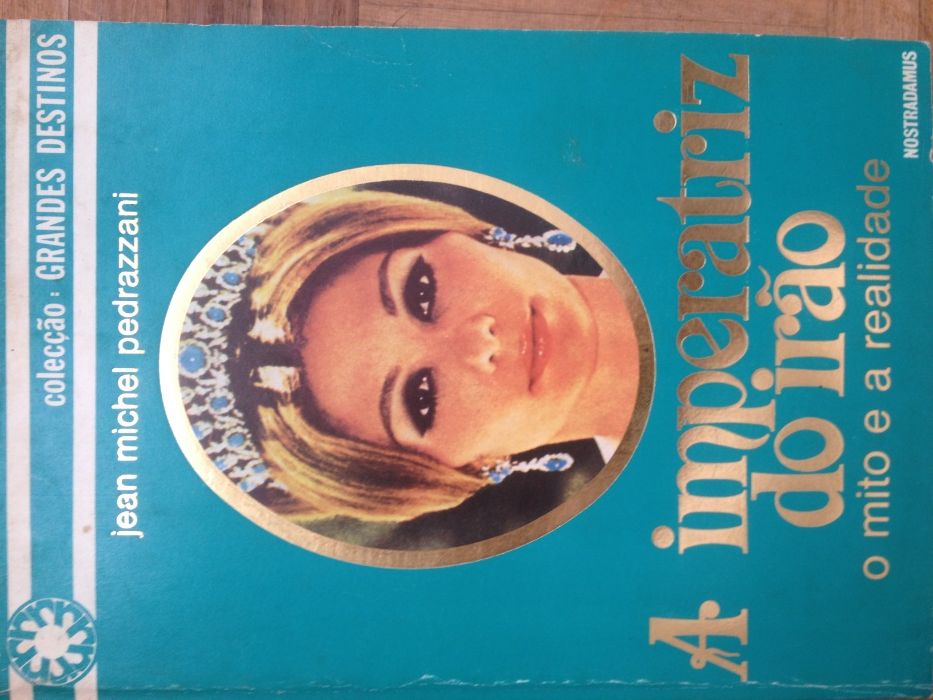 colecção: GRANDES DESTINOS
jean michel pedrazzani
A imperatriz
do irão
o mito e a realidade
NOSTRADAMUS